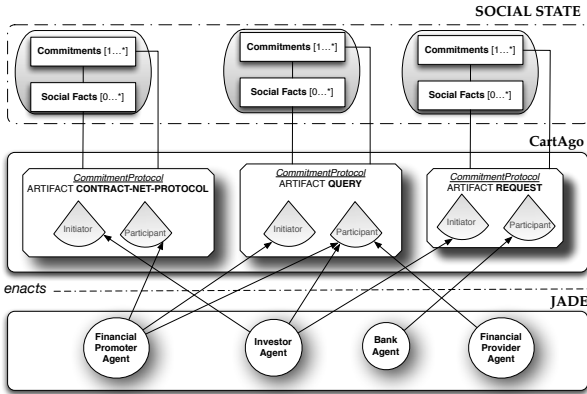 SOCIAL STATE
Commitments [1...*]
Commitments [1...*]
Commitments [1...*]
Social Facts [0...*]
Social Facts [0...*]
Social Facts [0...*]
CartAgo
CommitmentProtocol
ARTIFACT CONTRACT-NET-PROTOCOL
Initiator
Participant
CommitmentProtocol
ARTIFACT QUERY
Initiator
Participant
CommitmentProtocol
ARTIFACT REQUEST
Initiator
Participant
enacts
JADE
Financial
Promoter
Agent
Investor
Agent
Bank
Agent
Financial
Provider
Agent